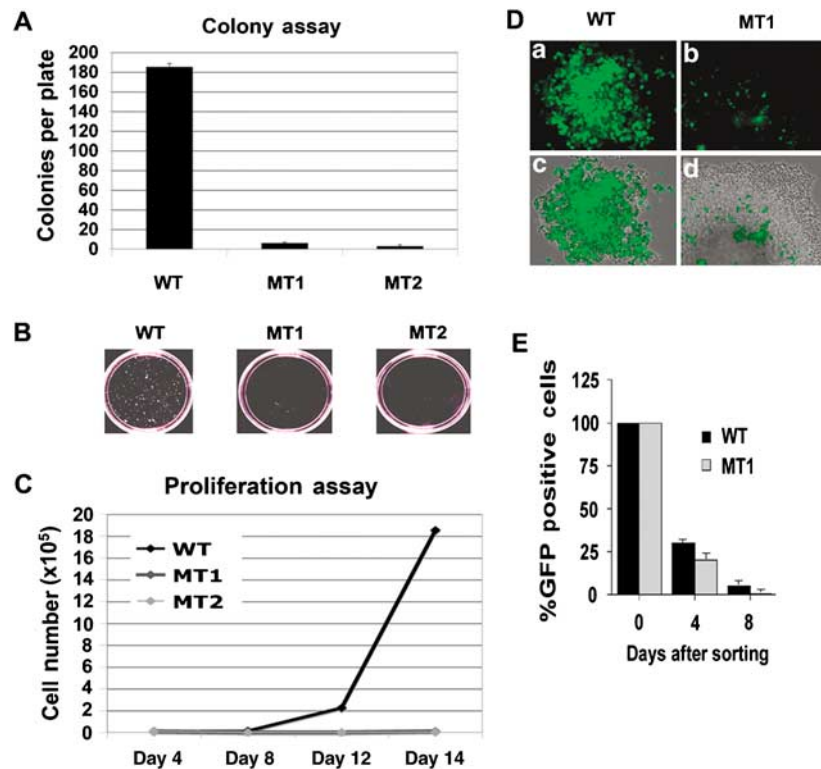 A
Colony assay
Colonies per plate
200
180
160
140
120
100
80
60
40
20
0
WT MT1 MT2
B
WT MT1 MT2
C
Proliferation assay
Cell number (x10⁵)
20
18
16
14
12
10
8
6
4
2
0
WT
MT1
MT2
Day 4 Day 8 Day 12 Day 14
D
WT MT1
a b
c d
E
%GFP positive cells
125
100
75
50
25
0
WT
MT1
0 4 8
Days after sorting